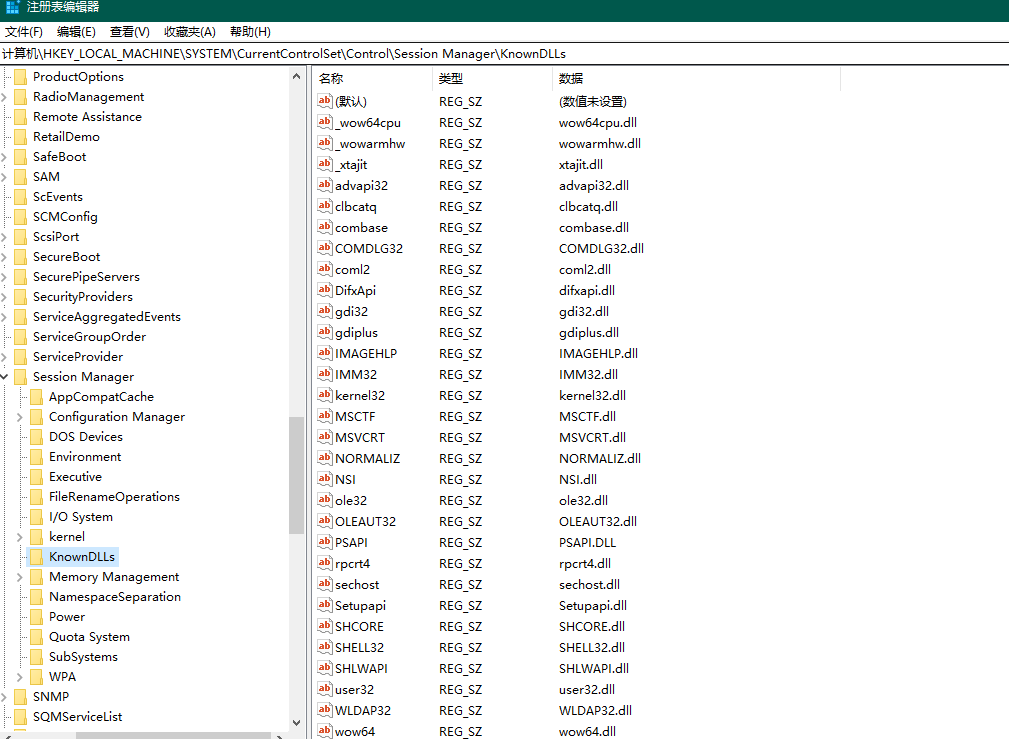 注册表编辑器
文件(F) 编辑(E) 查看(V) 收藏夹(A) 帮助(H)
计算机\HKEY_LOCAL_MACHINE\SYSTEM\CurrentControlSet\Control\Session Manager\KnownDLLs
ProductOptions
RadioManagement
Remote Assistance
RetailDemo
SafeBoot
SAM
ScEvents
SCMConfig
ScsiPort
SecureBoot
SecurePipeServers
SecurityProviders
ServiceAggregatedEvents
ServiceGroupOrder
ServiceProvider
Session Manager
AppCompatCache
Configuration Manager
DOS Devices
Environment
Executive
FileRenameOperations
I/O System
kernel
KnownDLLs
Memory Management
NamespaceSeparation
Power
Quota System
SubSystems
WPA
SNMP
SQMServiceList
名称 类型 数据
(默认) REG_SZ (数值未设置)
_wow64cpu REG_SZ wow64cpu.dll
_wowarmhw REG_SZ wowarmhw.dll
_xtajit REG_SZ xtajit.dll
advapi32 REG_SZ advapi32.dll
clbcatq REG_SZ clbcatq.dll
combase REG_SZ combase.dll
COMDLG32 REG_SZ COMDLG32.dll
coml2 REG_SZ coml2.dll
DifxApi REG_SZ difxapi.dll
gdi32 REG_SZ gdi32.dll
gdiplus REG_SZ gdiplus.dll
IMAGEHLP REG_SZ IMAGEHLP.dll
IMM32 REG_SZ IMM32.dll
kernel32 REG_SZ kernel32.dll
MSCTF REG_SZ MSCTF.dll
MSVCRT REG_SZ MSVCRT.dll
NORMALIZ REG_SZ NORMALIZ.dll
NSI REG_SZ NSI.dll
ole32 REG_SZ ole32.dll
OLEAUT32 REG_SZ OLEAUT32.dll
PSAPI REG_SZ PSAPI.DLL
rpcrt4 REG_SZ rpcrt4.dll
sechost REG_SZ sechost.dll
Setupapi REG_SZ Setupapi.dll
SHCORE REG_SZ SHCORE.dll
SHELL32 REG_SZ SHELL32.dll
SHLWAPI REG_SZ SHLWAPI.dll
user32 REG_SZ user32.dll
WLDAP32 REG_SZ WLDAP32.dll
wow64 REG_SZ wow64.dll